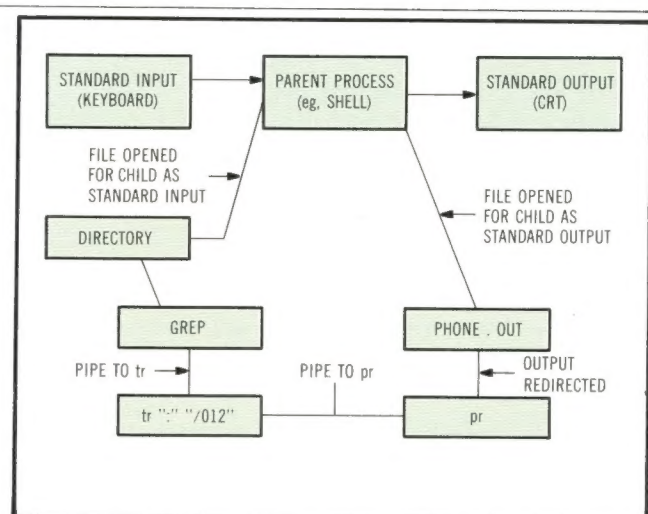 STANDARD INPUT
(KEYBOARD)
PARENT PROCESS
(eg, SHELL)
STANDARD OUTPUT
(CRT)
FILE OPENED
FOR CHILD AS
STANDARD INPUT
FILE OPENED
FOR CHILD AS
STANDARD OUTPUT
DIRECTORY
GREP
PHONE . OUT
PIPE TO tr
PIPE TO pr
OUTPUT
REDIRECTED
tr ":" "/012"
pr